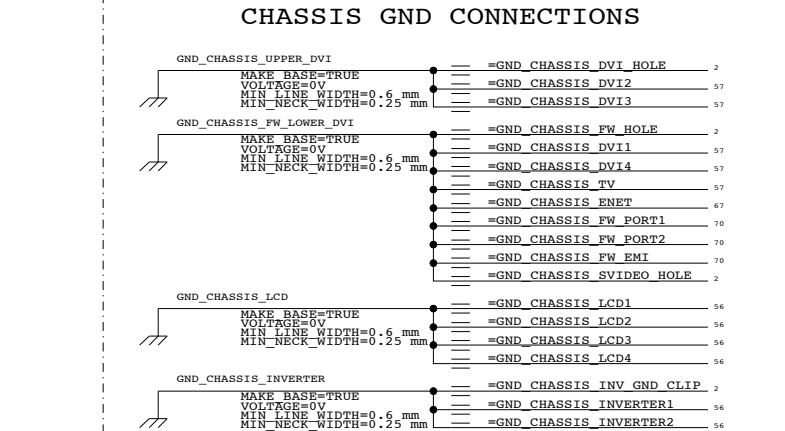 CHASSIS GND CONNECTIONS
GND_CHASSIS_UPPER_DVI
MAKE_BASE=TRUE
VOLTAGE=0V
MIN_LINE_WIDTH=0.6 mm
MIN_NECK_WIDTH=0.25 mm
=GND_CHASSIS_DVI_HOLE 2
=GND_CHASSIS_DVI2 57
=GND_CHASSIS_DVI3 57
GND_CHASSIS_FW_LOWER_DVI
MAKE_BASE=TRUE
VOLTAGE=0V
MIN_LINE_WIDTH=0.6 mm
MIN_NECK_WIDTH=0.25 mm
=GND_CHASSIS_FW_HOLE 2
=GND_CHASSIS_DVI1 57
=GND_CHASSIS_DVI4 57
=GND_CHASSIS_TV 57
=GND_CHASSIS_ENET 67
=GND_CHASSIS_FW_PORT1 70
=GND_CHASSIS_FW_PORT2 70
=GND_CHASSIS_FW_EMI 70
=GND_CHASSIS_SVIDEO_HOLE 2
GND_CHASSIS_LCD
MAKE_BASE=TRUE
VOLTAGE=0V
MIN_LINE_WIDTH=0.6 mm
MIN_NECK_WIDTH=0.25 mm
=GND_CHASSIS_LCD1 56
=GND_CHASSIS_LCD2 56
=GND_CHASSIS_LCD3 56
=GND_CHASSIS_LCD4 56
GND_CHASSIS_INVERTER
MAKE_BASE=TRUE
VOLTAGE=0V
MIN_LINE_WIDTH=0.6 mm
MIN_NECK_WIDTH=0.25 mm
=GND_CHASSIS_INV_GND_CLIP 2
=GND_CHASSIS_INVERTER1 56
=GND_CHASSIS_INVERTER2 56